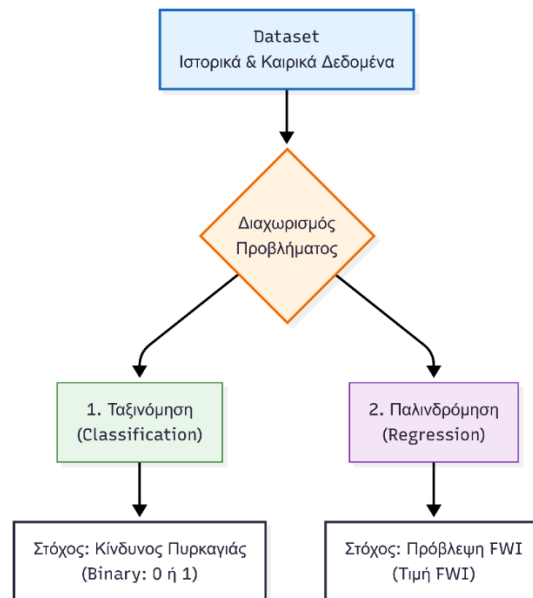 Dataset
Ιστορικά & Καιρικά Δεδομένα
Διαχωρισμός
Προβλήματος
1. Ταξινόμηση
(Classification)
2. Παλινδρόμηση
(Regression)
Στόχος: Κίνδυνος Πυρκαγιάς
(Binary: 0 ή 1)
Στόχος: Πρόβλεψη FWI
(Τιμή FWI)